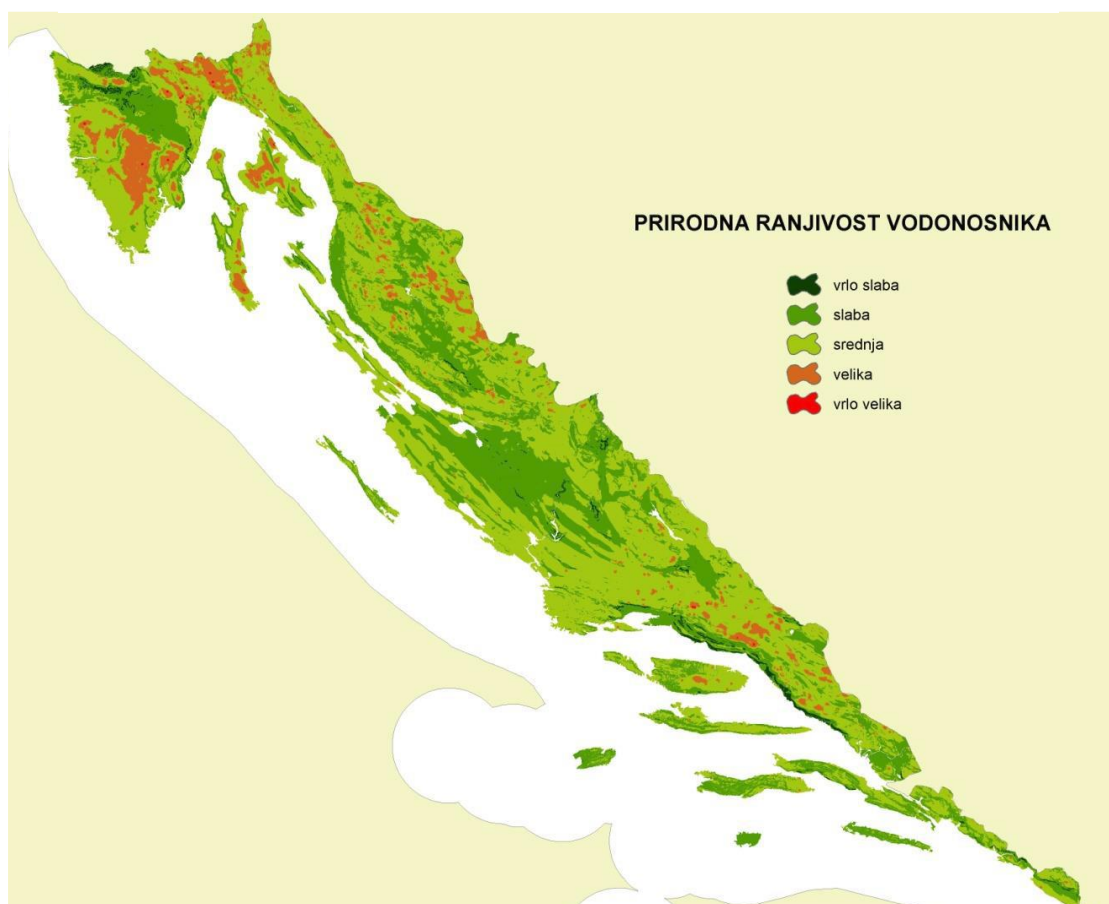 PRIRODNA RANJIVOST VODONOSNIKA
vrlo slaba
slaba
srednja
velika
vrlo velika